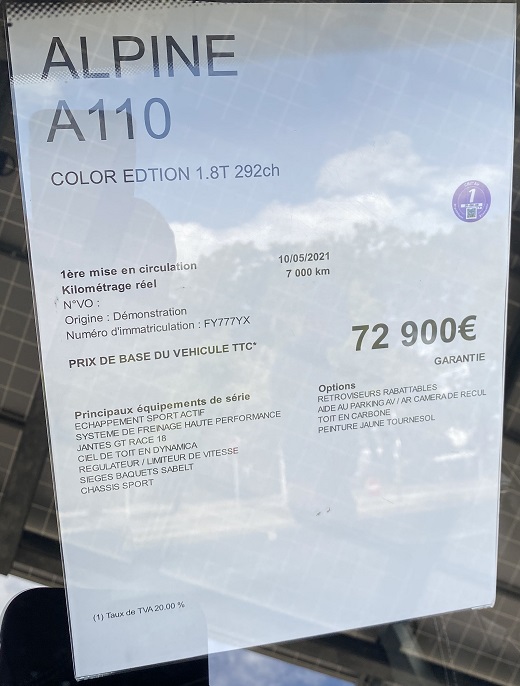 ALPINE
A110
COLOR EDTION 1.8T 292ch
1
1ère mise en circulation 10/05/2021
Kilométrage réel 7 000 km
N°VO :
Origine : Démonstration
Numéro d'immatriculation : FY777YX
72 900€
PRIX DE BASE DU VEHICULE TTC*
GARANTIE
Principaux équipements de série
ECHAPPEMENT SPORT ACTIF
SYSTEME DE FREINAGE HAUTE PERFORMANCE
JANTES GT RACE 18
CIEL DE TOIT EN DYNAMICA
REGULATEUR / LIMITEUR DE VITESSE
SIEGES BAQUETS SABELT
CHASSIS SPORT
Options
RETROVISEURS RABATTABLES
AIDE AU PARKING AV / AR CAMERA DE RECUL
TOIT EN CARBONE
PEINTURE JAUNE TOURNESOL
(1) Taux de TVA 20.00 %